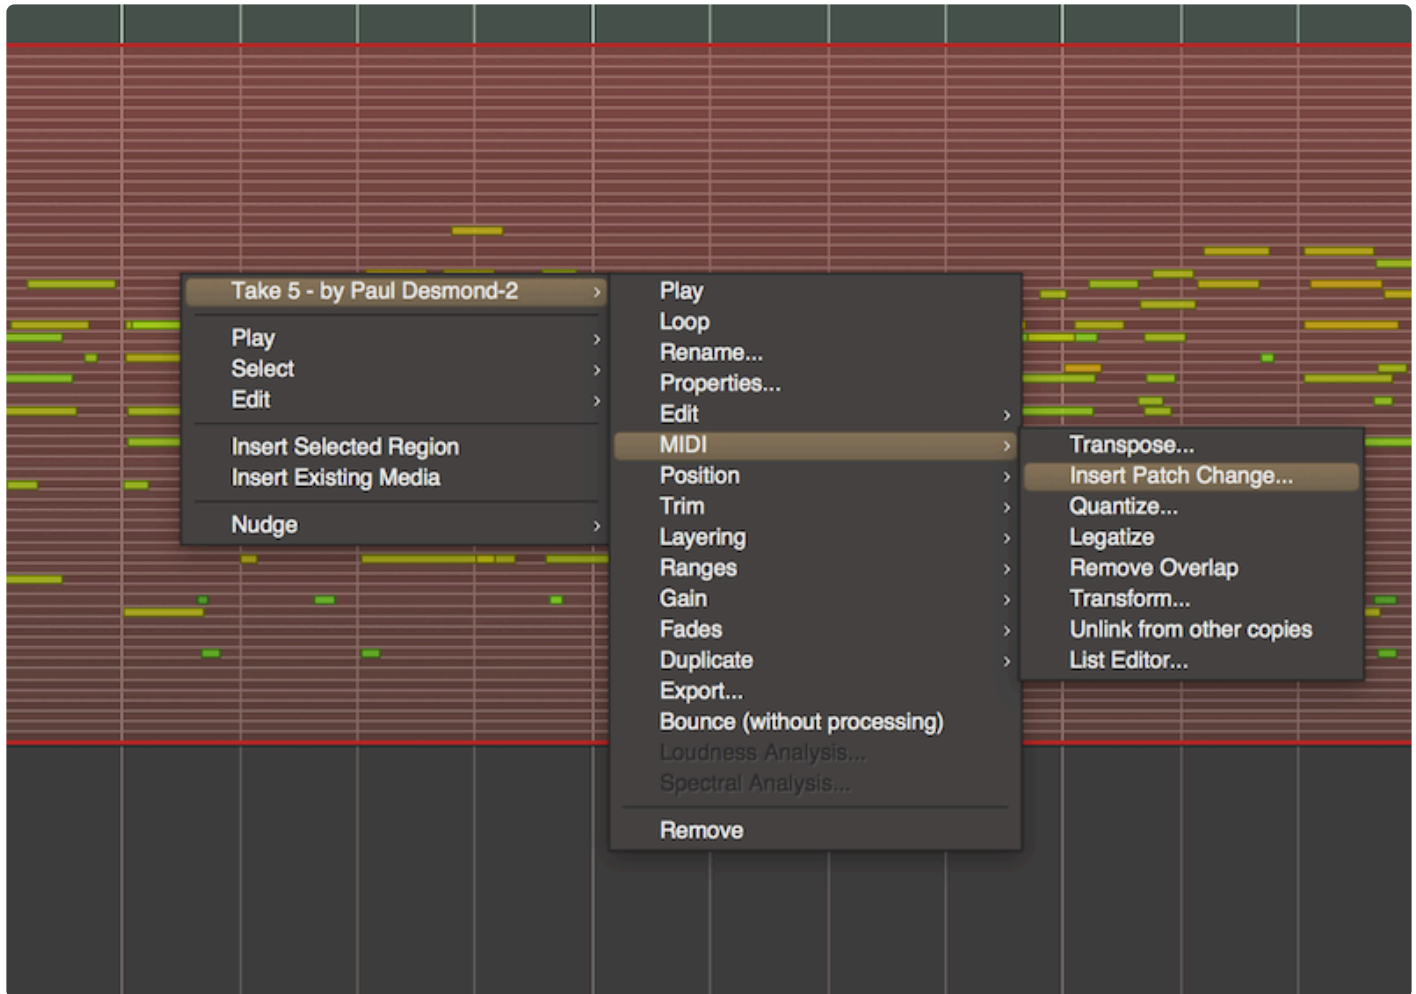 Take 5 - by Paul Desmond-2
Play
Select
Edit
Insert Selected Region
Insert Existing Media
Nudge
Play
Loop
Rename...
Properties...
Edit
MIDI
Position
Trim
Layering
Ranges
Gain
Fades
Duplicate
Export...
Bounce (without processing)
Loudness Analysis...
Spectral Analysis...
Remove
Transpose...
Insert Patch Change...
Quantize...
Legatize
Remove Overlap
Transform...
Unlink from other copies
List Editor...